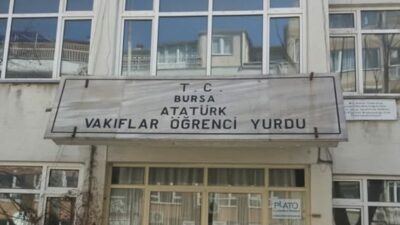 T.C.
BURSA
ATATÜRK
VAKIFLAR ÖĞRENCİ YURDU
PLATO